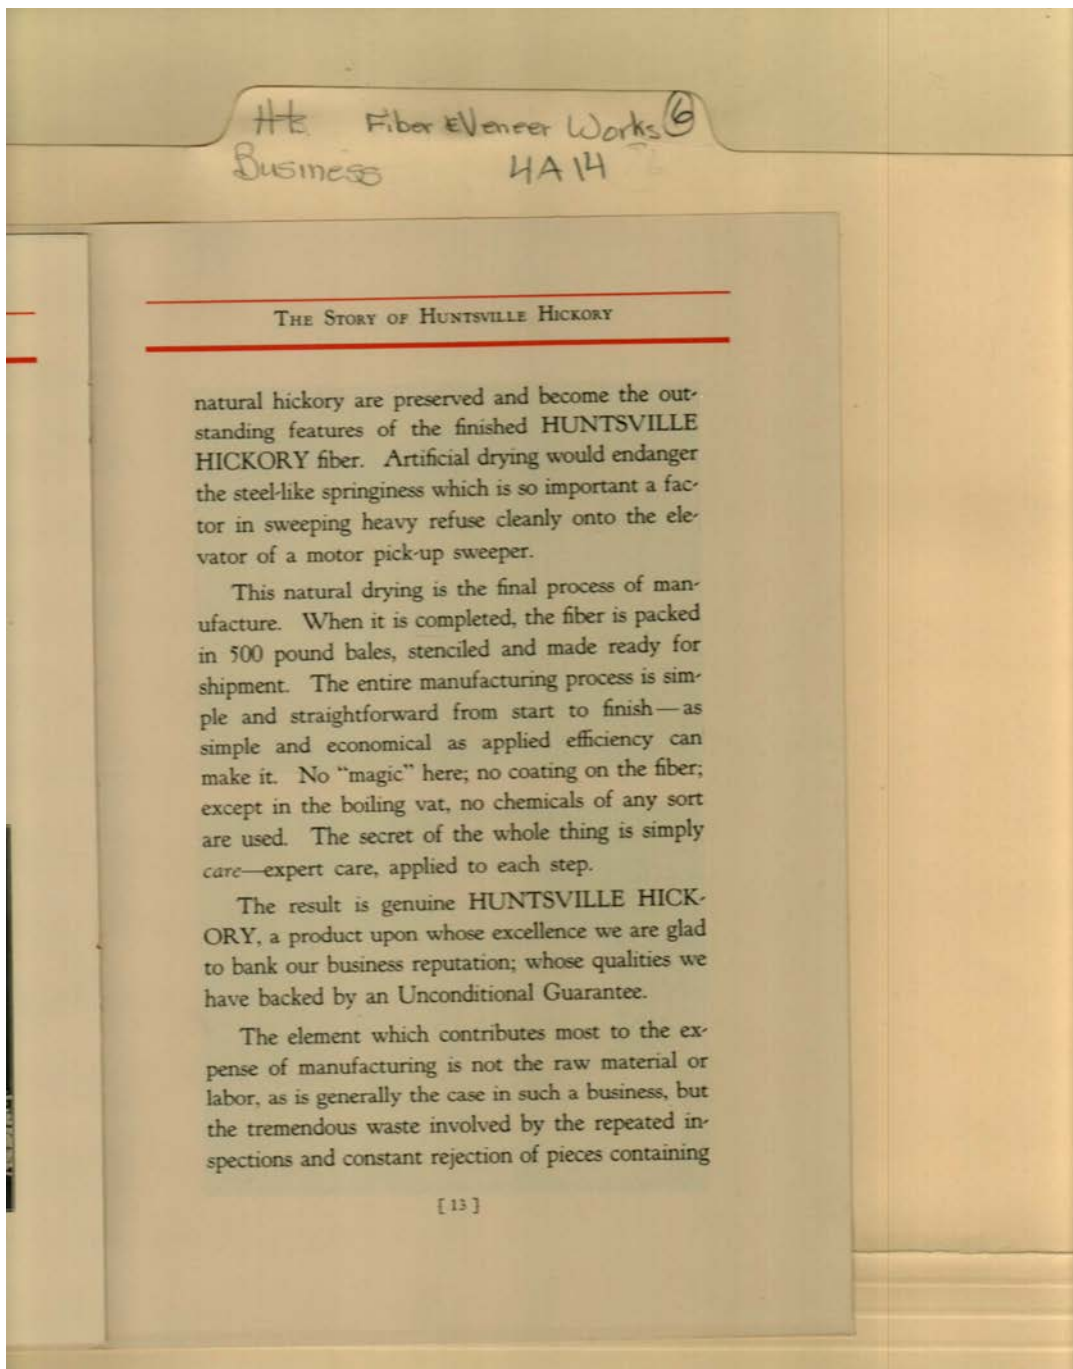 Fiber & Veneer Works 6
Business 4A14
THE STORY OF HUNTSVILLE HICKORY
natural hickory are preserved and become the out-
standing features of the finished HUNTSVILLE
HICKORY fiber. Artificial drying would endanger
the steel-like springiness which is so important a fac-
tor in sweeping heavy refuse cleanly onto the ele-
vator of a motor pick-up sweeper.
This natural drying is the final process of man-
ufacture. When it is completed, the fiber is packed
in 500 pound bales, stenciled and made ready for
shipment. The entire manufacturing process is sim-
ple and straightforward from start to finish—as
simple and economical as applied efficiency can
make it. No “magic” here; no coating on the fiber;
except in the boiling vat, no chemicals of any sort
are used. The secret of the whole thing is simply
care—expert care, applied to each step.
The result is genuine HUNTSVILLE HICK-
ORY, a product upon whose excellence we are glad
to bank our business reputation; whose qualities we
have backed by an Unconditional Guarantee.
The element which contributes most to the ex-
pense of manufacturing is not the raw material or
labor, as is generally the case in such a business, but
the tremendous waste involved by the repeated in-
spections and constant rejection of pieces containing
[ 13 ]